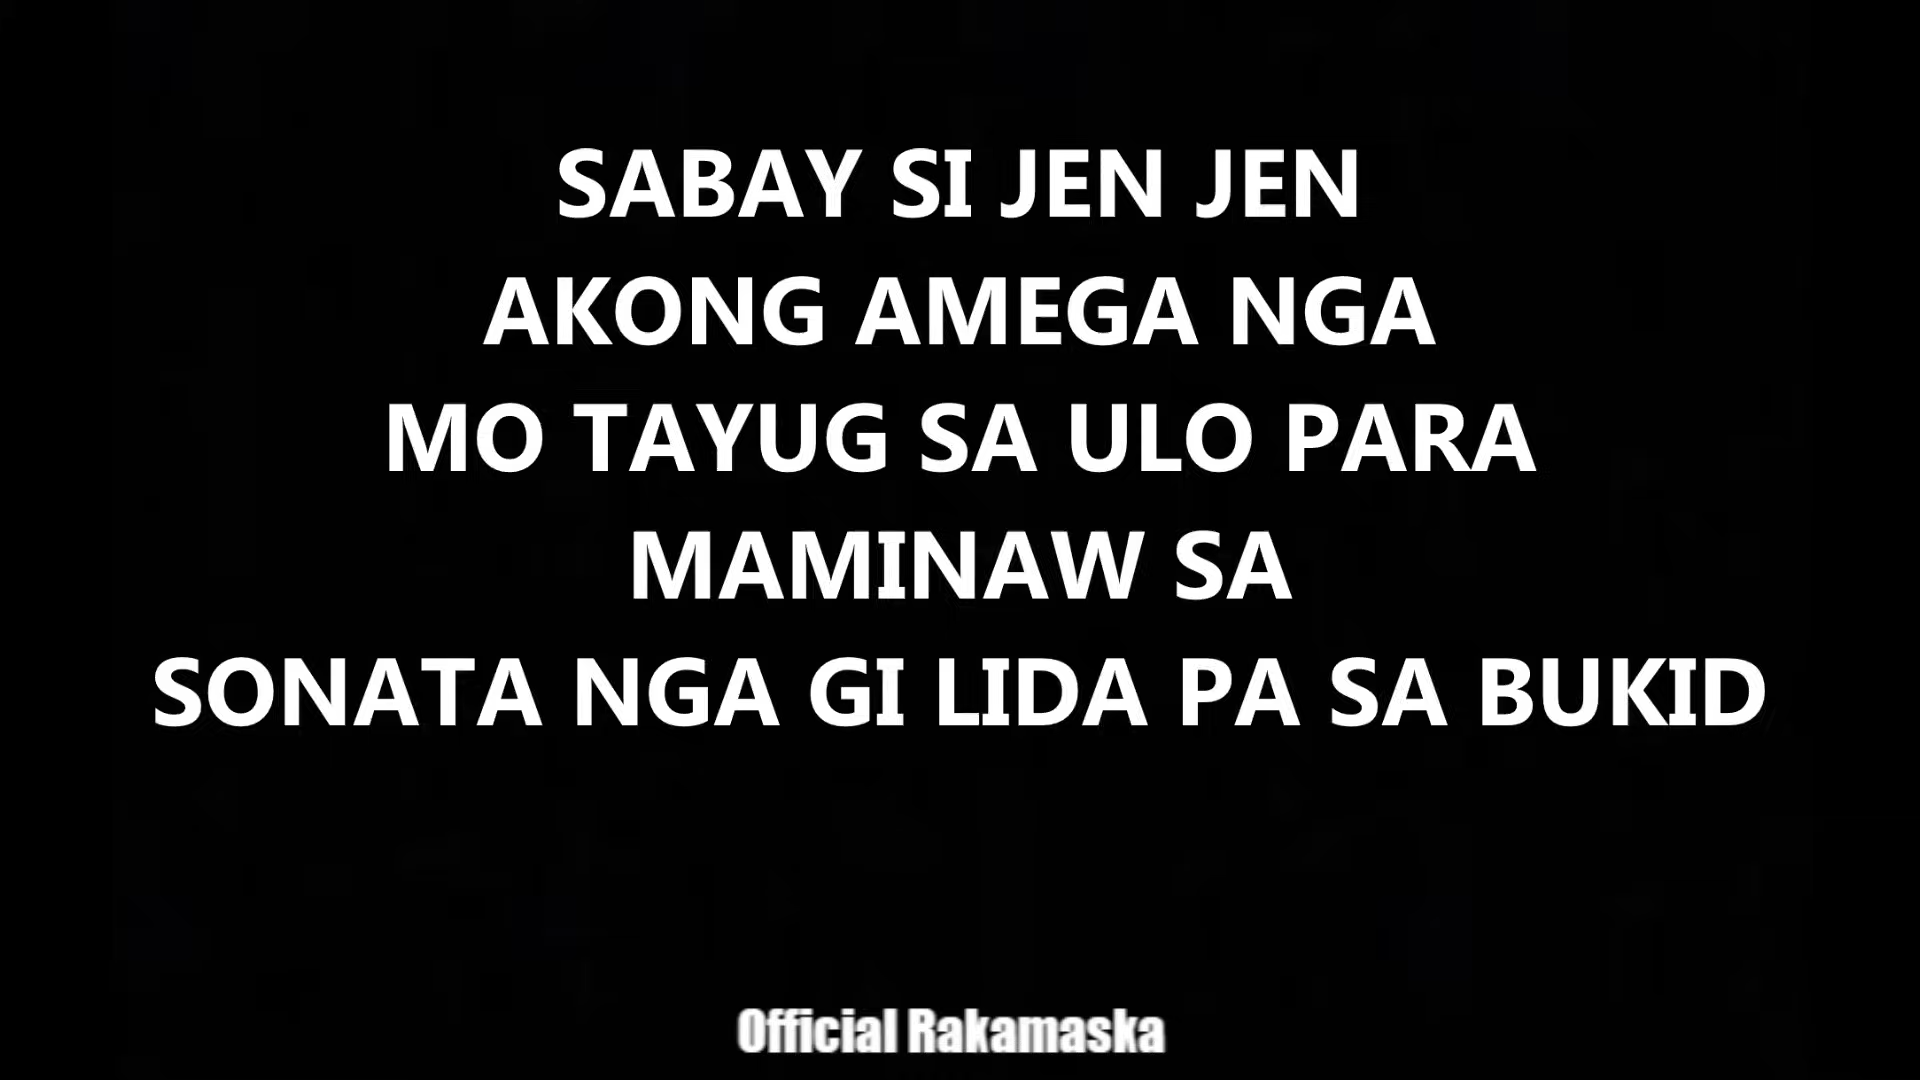 SABAY SI JEN JEN
AKONG AMEGA NGA
MO TAYUG SA ULO PARA
MAMINAW SA
SONATA NGA GI LIDA PA SA BUKID
Official Rakamaska